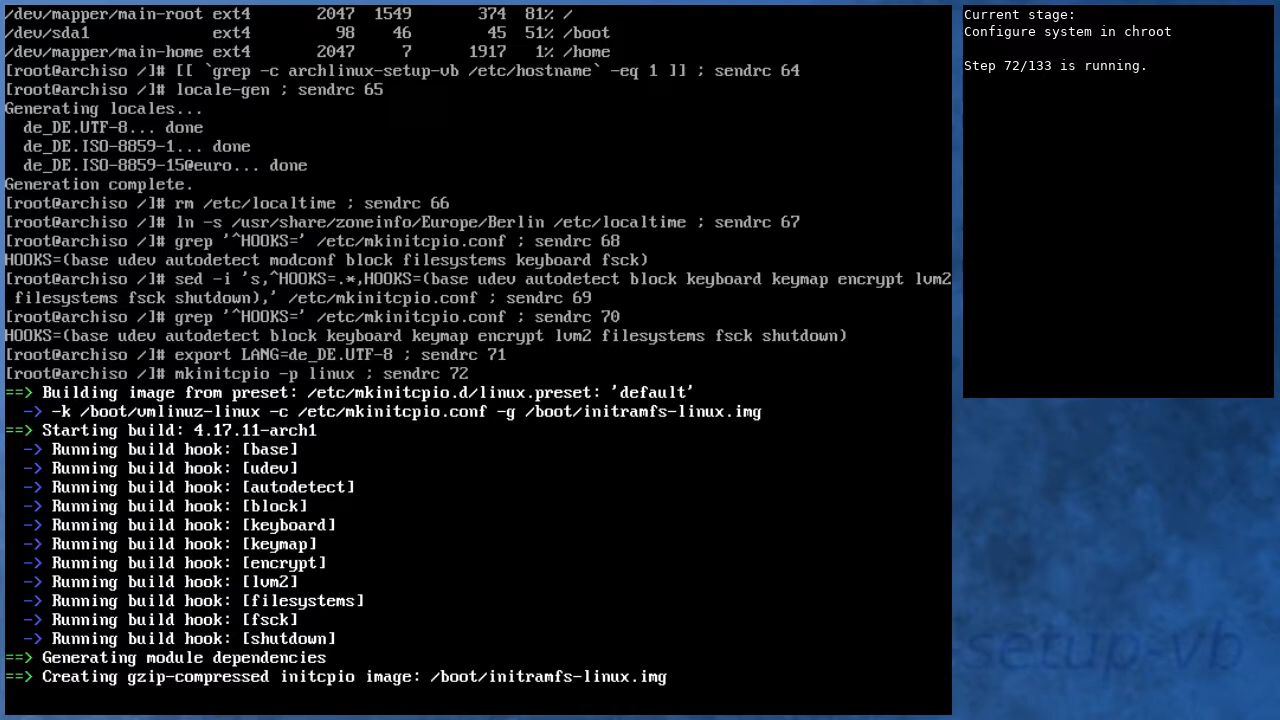 /dev/mapper/main-root ext4       2047  1549       374  81% /
/dev/sda1             ext4         98    46        45  51% /boot
/dev/mapper/main-home ext4       2047     7      1917   1% /home
[root@archiso /]# [[ `grep -c archlinux-setup-vb /etc/hostname` -eq 1 ]] ; sendrc 64
[root@archiso /]# locale-gen ; sendrc 65
Generating locales...
  de_DE.UTF-8... done
  de_DE.ISO-8859-1... done
  de_DE.ISO-8859-15@euro... done
Generation complete.
[root@archiso /]# rm /etc/localtime ; sendrc 66
[root@archiso /]# ln -s /usr/share/zoneinfo/Europe/Berlin /etc/localtime ; sendrc 67
[root@archiso /]# grep '^HOOKS=' /etc/mkinitcpio.conf ; sendrc 68
HOOKS=(base udev autodetect modconf block filesystems keyboard fsck)
[root@archiso /]# sed -i 's,^HOOKS=.*,HOOKS=(base udev autodetect block keyboard keymap encrypt lvm2
 filesystems fsck shutdown),' /etc/mkinitcpio.conf ; sendrc 69
[root@archiso /]# grep '^HOOKS=' /etc/mkinitcpio.conf ; sendrc 70
HOOKS=(base udev autodetect block keyboard keymap encrypt lvm2 filesystems fsck shutdown)
[root@archiso /]# export LANG=de_DE.UTF-8 ; sendrc 71
[root@archiso /]# mkinitcpio -p linux ; sendrc 72
==> Building image from preset: /etc/mkinitcpio.d/linux.preset: 'default'
  -> -k /boot/vmlinuz-linux -c /etc/mkinitcpio.conf -g /boot/initramfs-linux.img
==> Starting build: 4.17.11-arch1
  -> Running build hook: [base]
  -> Running build hook: [udev]
  -> Running build hook: [autodetect]
  -> Running build hook: [block]
  -> Running build hook: [keyboard]
  -> Running build hook: [keymap]
  -> Running build hook: [encrypt]
  -> Running build hook: [lvm2]
  -> Running build hook: [filesystems]
  -> Running build hook: [fsck]
  -> Running build hook: [shutdown]
==> Generating module dependencies
==> Creating gzip-compressed initcpio image: /boot/initramfs-linux.img
Current stage:
Configure system in chroot
Step 72/133 is running.
setup-vb